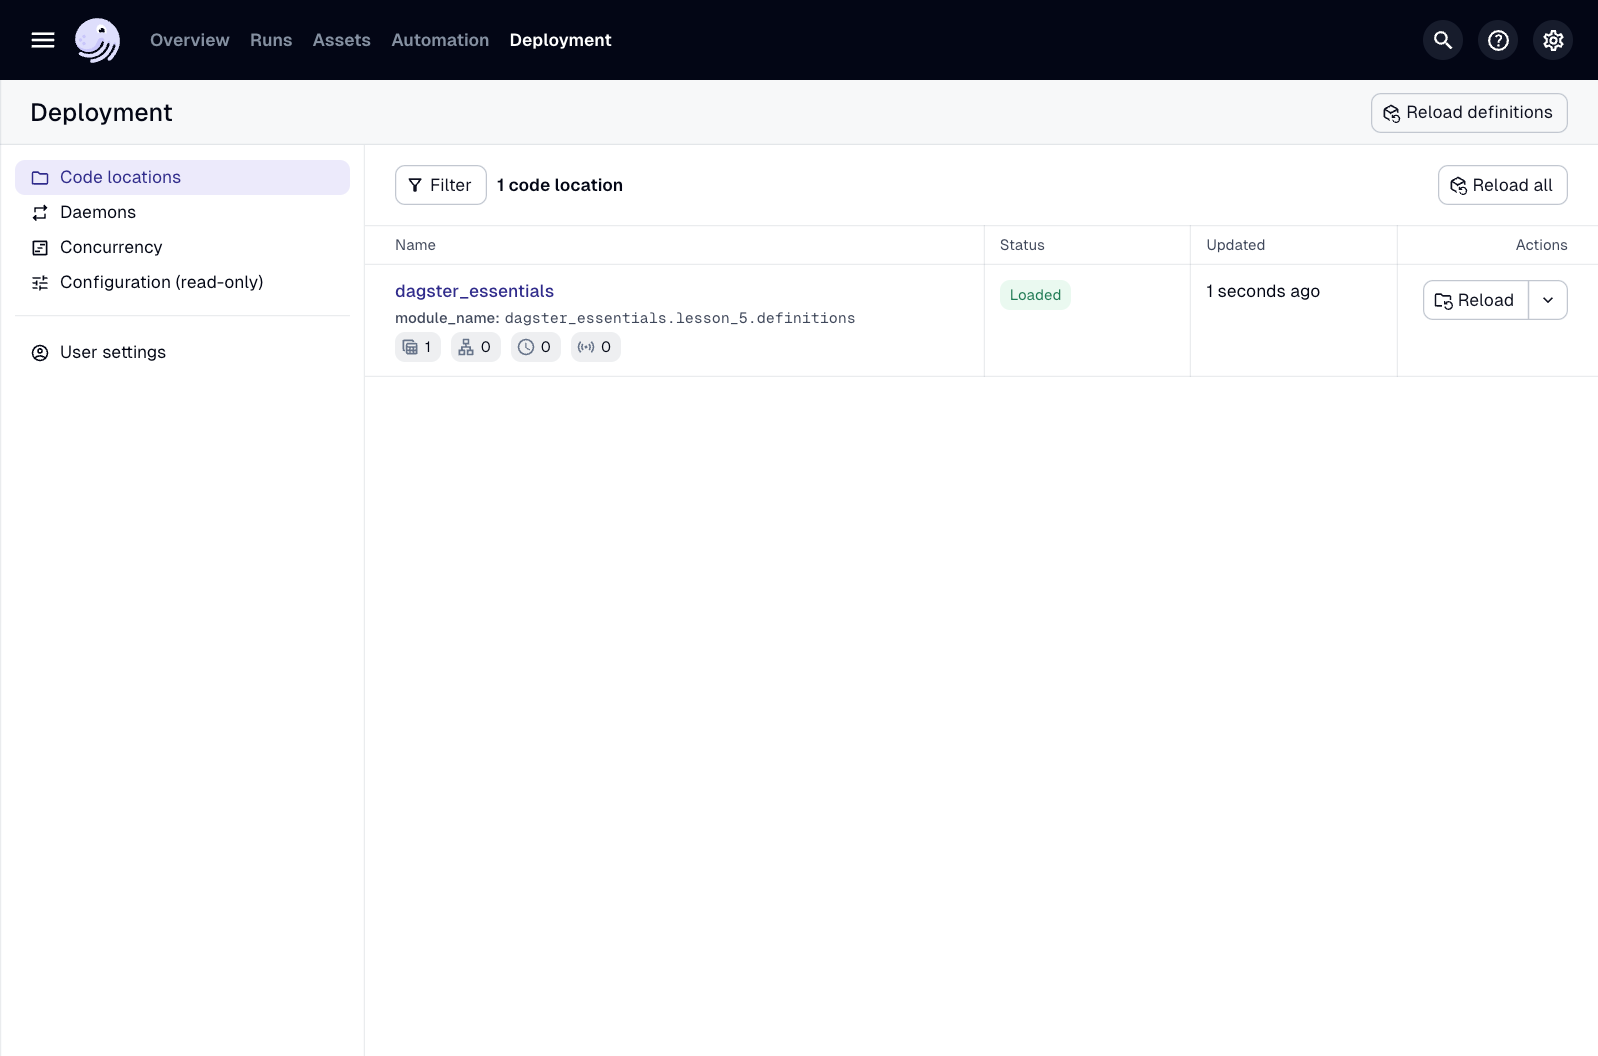 Overview Runs Assets Automation Deployment
Deployment
Reload definitions
Code locations
Daemons
Concurrency
Configuration (read-only)
User settings
Filter 1 code location
Reload all
Name Status Updated Actions
dagster_essentials Loaded 1 seconds ago Reload
module_name: dagster_essentials.lesson_5.definitions
1 0 0 0